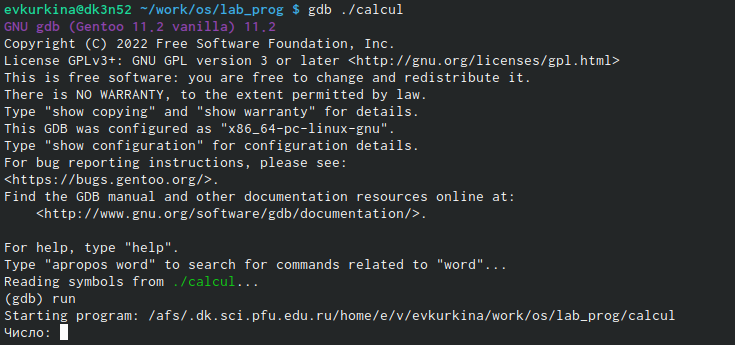 evkurkina@dk3n52 ~/work/os/lab_prog $ gdb ./calcul
GNU gdb (Gentoo 11.2 vanilla) 11.2
Copyright (C) 2022 Free Software Foundation, Inc.
License GPLv3+: GNU GPL version 3 or later <http://gnu.org/licenses/gpl.html>
This is free software: you are free to change and redistribute it.
There is NO WARRANTY, to the extent permitted by law.
Type "show copying" and "show warranty" for details.
This GDB was configured as "x86_64-pc-linux-gnu".
Type "show configuration" for configuration details.
For bug reporting instructions, please see:
<https://bugs.gentoo.org/>.
Find the GDB manual and other documentation resources online at:
    <http://www.gnu.org/software/gdb/documentation/>.

For help, type "help".
Type "apropos word" to search for commands related to "word"...
Reading symbols from ./calcul...
(gdb) run
Starting program: /afs/.dk.sci.pfu.edu.ru/home/e/v/evkurkina/work/os/lab_prog/calcul
Число: